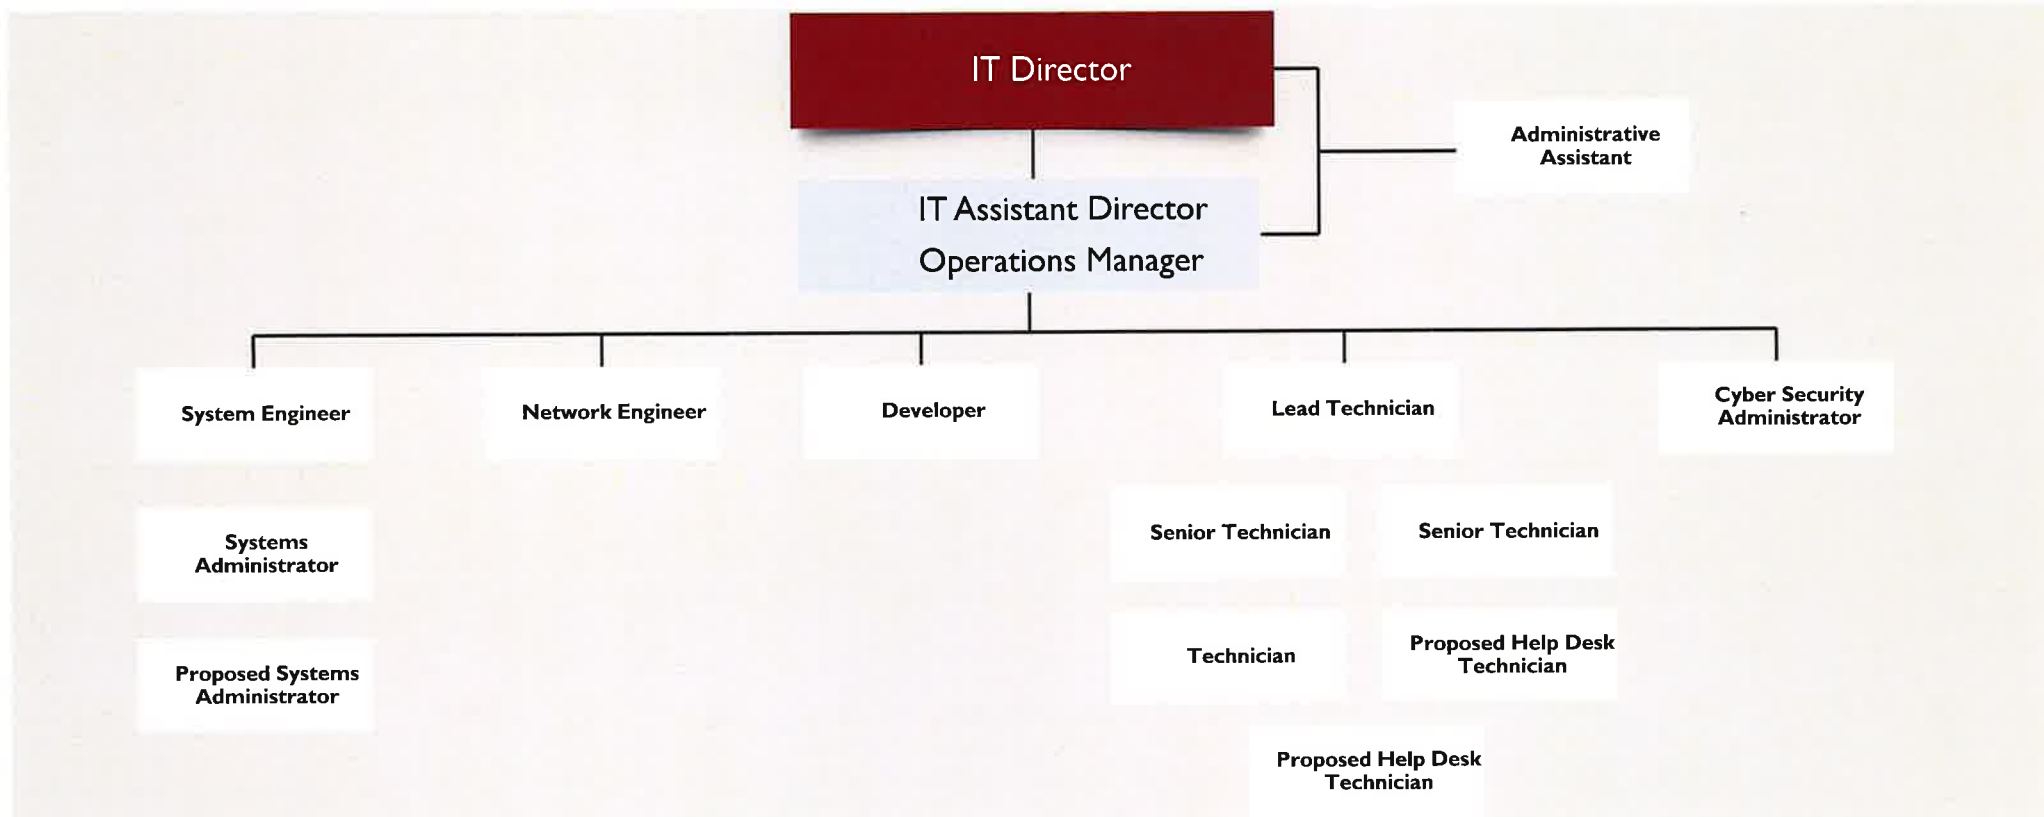 IT Director
Administrative
Assistant
IT Assistant Director
Operations Manager
System Engineer
Network Engineer
Developer
Lead Technician
Cyber Security
Administrator
Systems
Administrator
Senior Technician
Senior Technician
Proposed Systems
Administrator
Technician
Proposed Help Desk
Technician
Proposed Help Desk
Technician